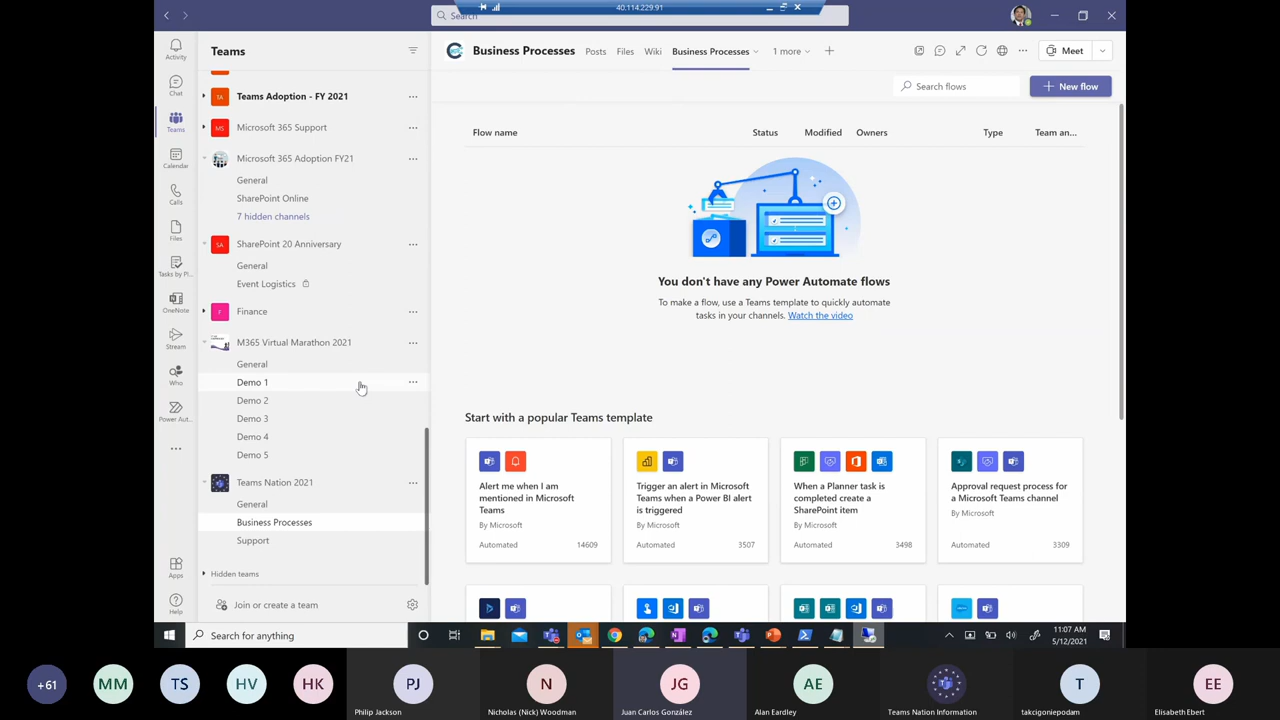 40.114.229.91
Search
Activity
Chat
Teams
Calendar
Calls
Files
Tasks by Pl...
OneNote
Stream
Who
Power Aut...
Apps
Help
Teams
TA
Teams Adoption - FY 2021
MS
Microsoft 365 Support
Microsoft 365 Adoption FY21
General
SharePoint Online
7 hidden channels
SA
SharePoint 20 Anniversary
General
Event Logistics
F
Finance
M365 Virtual Marathon 2021
General
Demo 1
Demo 2
Demo 3
Demo 4
Demo 5
Teams Nation 2021
General
Business Processes
Support
Hidden teams
Join or create a team
Business Processes
Posts
Files
Wiki
Business Processes
1 more
Meet
Search flows
New flow
Flow name
Status
Modified
Owners
Type
Team an...
You don't have any Power Automate flows
To make a flow, use a Teams template to quickly automate
tasks in your channels. Watch the video
Start with a popular Teams template
Alert me when I am
mentioned in Microsoft
Teams
By Microsoft
Automated
14609
Trigger an alert in Microsoft
Teams when a Power BI alert
is triggered
By Microsoft
Automated
3507
When a Planner task is
completed create a
SharePoint item
By Microsoft
Automated
3498
Approval request process for
a Microsoft Teams channel
By Microsoft
Automated
3309
Search for anything
11:07 AM
5/12/2021
+61
MM
TS
HV
HK
PJ
Philip Jackson
N
Nicholas (Nick) Woodman
JG
Juan Carlos González
AE
Alan Eardley
Teams Nation Information
T
takcigoniepodam
EE
Elisabeth Ebert